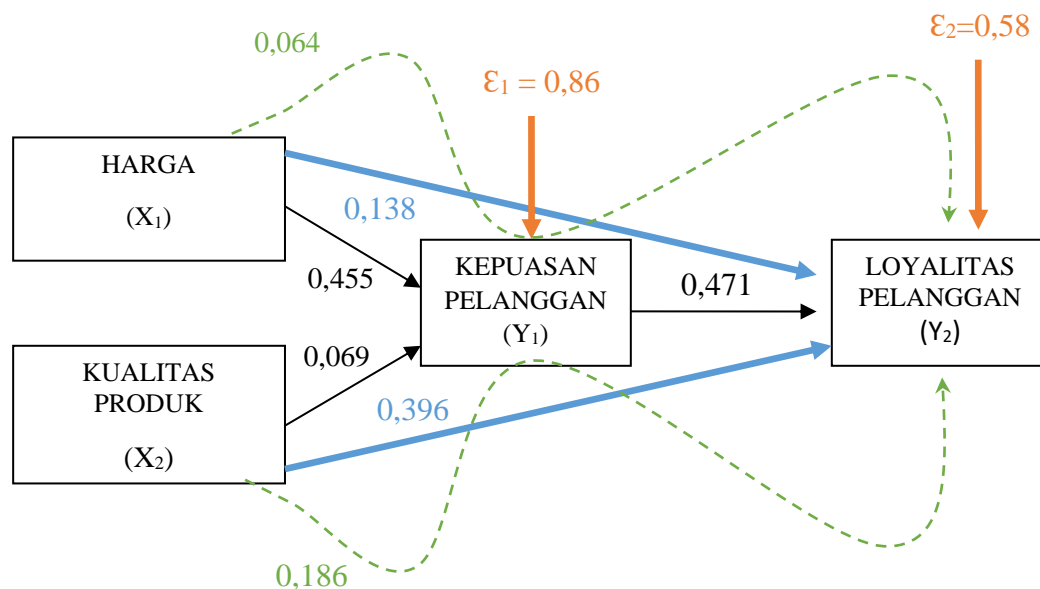 0,064
Ɛ₂=0,58
Ɛ₁ = 0,86
HARGA
(X₁)
0,138
0,455
KEPUASAN
PELANGGAN
(Y₁)
0,471
LOYALITAS
PELANGGAN
(Y₂)
0,069
KUALITAS
PRODUK
(X₂)
0,396
0,186